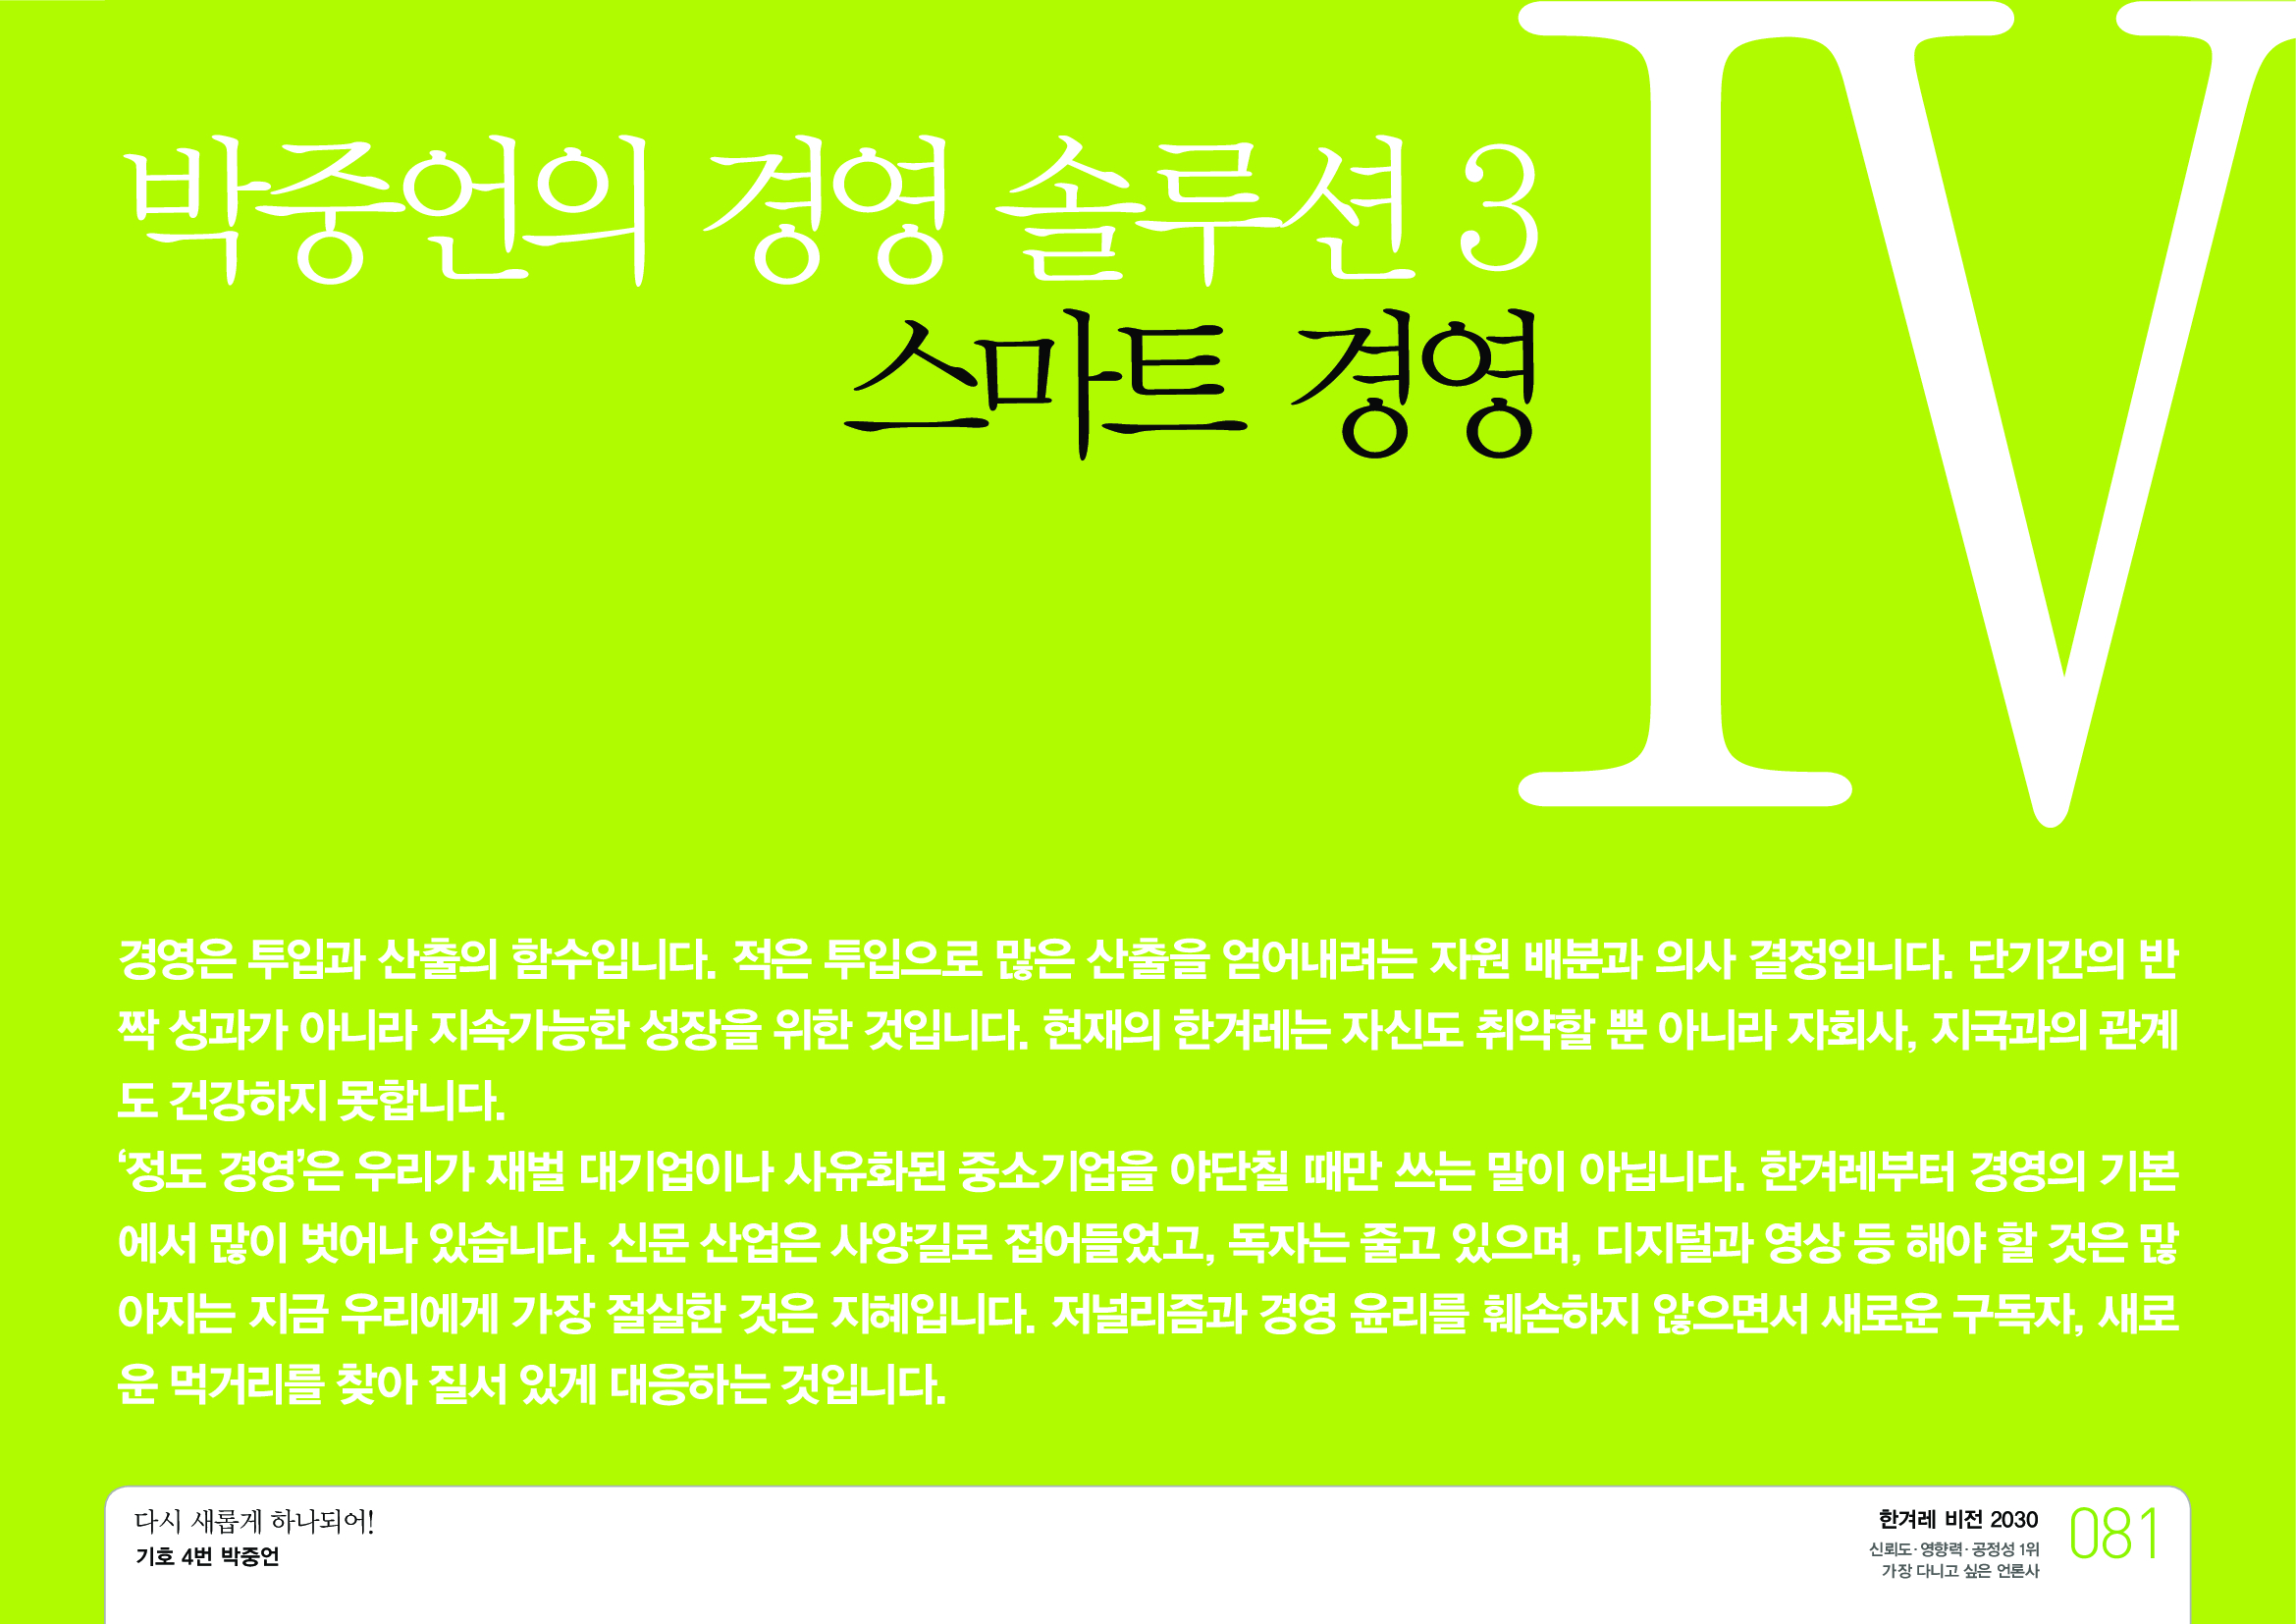 IV
박중언의 경영 솔루션 3
스마트 경영
경영은 투입과 산출의 함수입니다. 적은 투입으로 많은 산출을 얻어내려는 자원 배분과 의사 결정입니다. 단기간의 반
짝 성과가 아니라 지속가능한 성장을 위한 것입니다. 현재의 한겨레는 자신도 취약할 뿐 아니라 자회사, 지국과의 관계
도 건강하지 못합니다.
‘정도 경영’은 우리가 재벌 대기업이나 사유화된 중소기업을 야단칠 때만 쓰는 말이 아닙니다. 한겨레부터 경영의 기본
에서 많이 벗어나 있습니다. 신문 산업은 사양길로 접어들었고, 독자는 줄고 있으며, 디지털과 영상 등 해야 할 것은 많
아지는 지금 우리에게 가장 절실한 것은 지혜입니다. 저널리즘과 경영 윤리를 훼손하지 않으면서 새로운 구독자, 새로
운 먹거리를 찾아 질서 있게 대응하는 것입니다.
다시 새롭게 하나되어!
기호 4번 박중언
한겨레 비전 2030
신뢰도·영향력·공정성 1위
가장 다니고 싶은 언론사
081